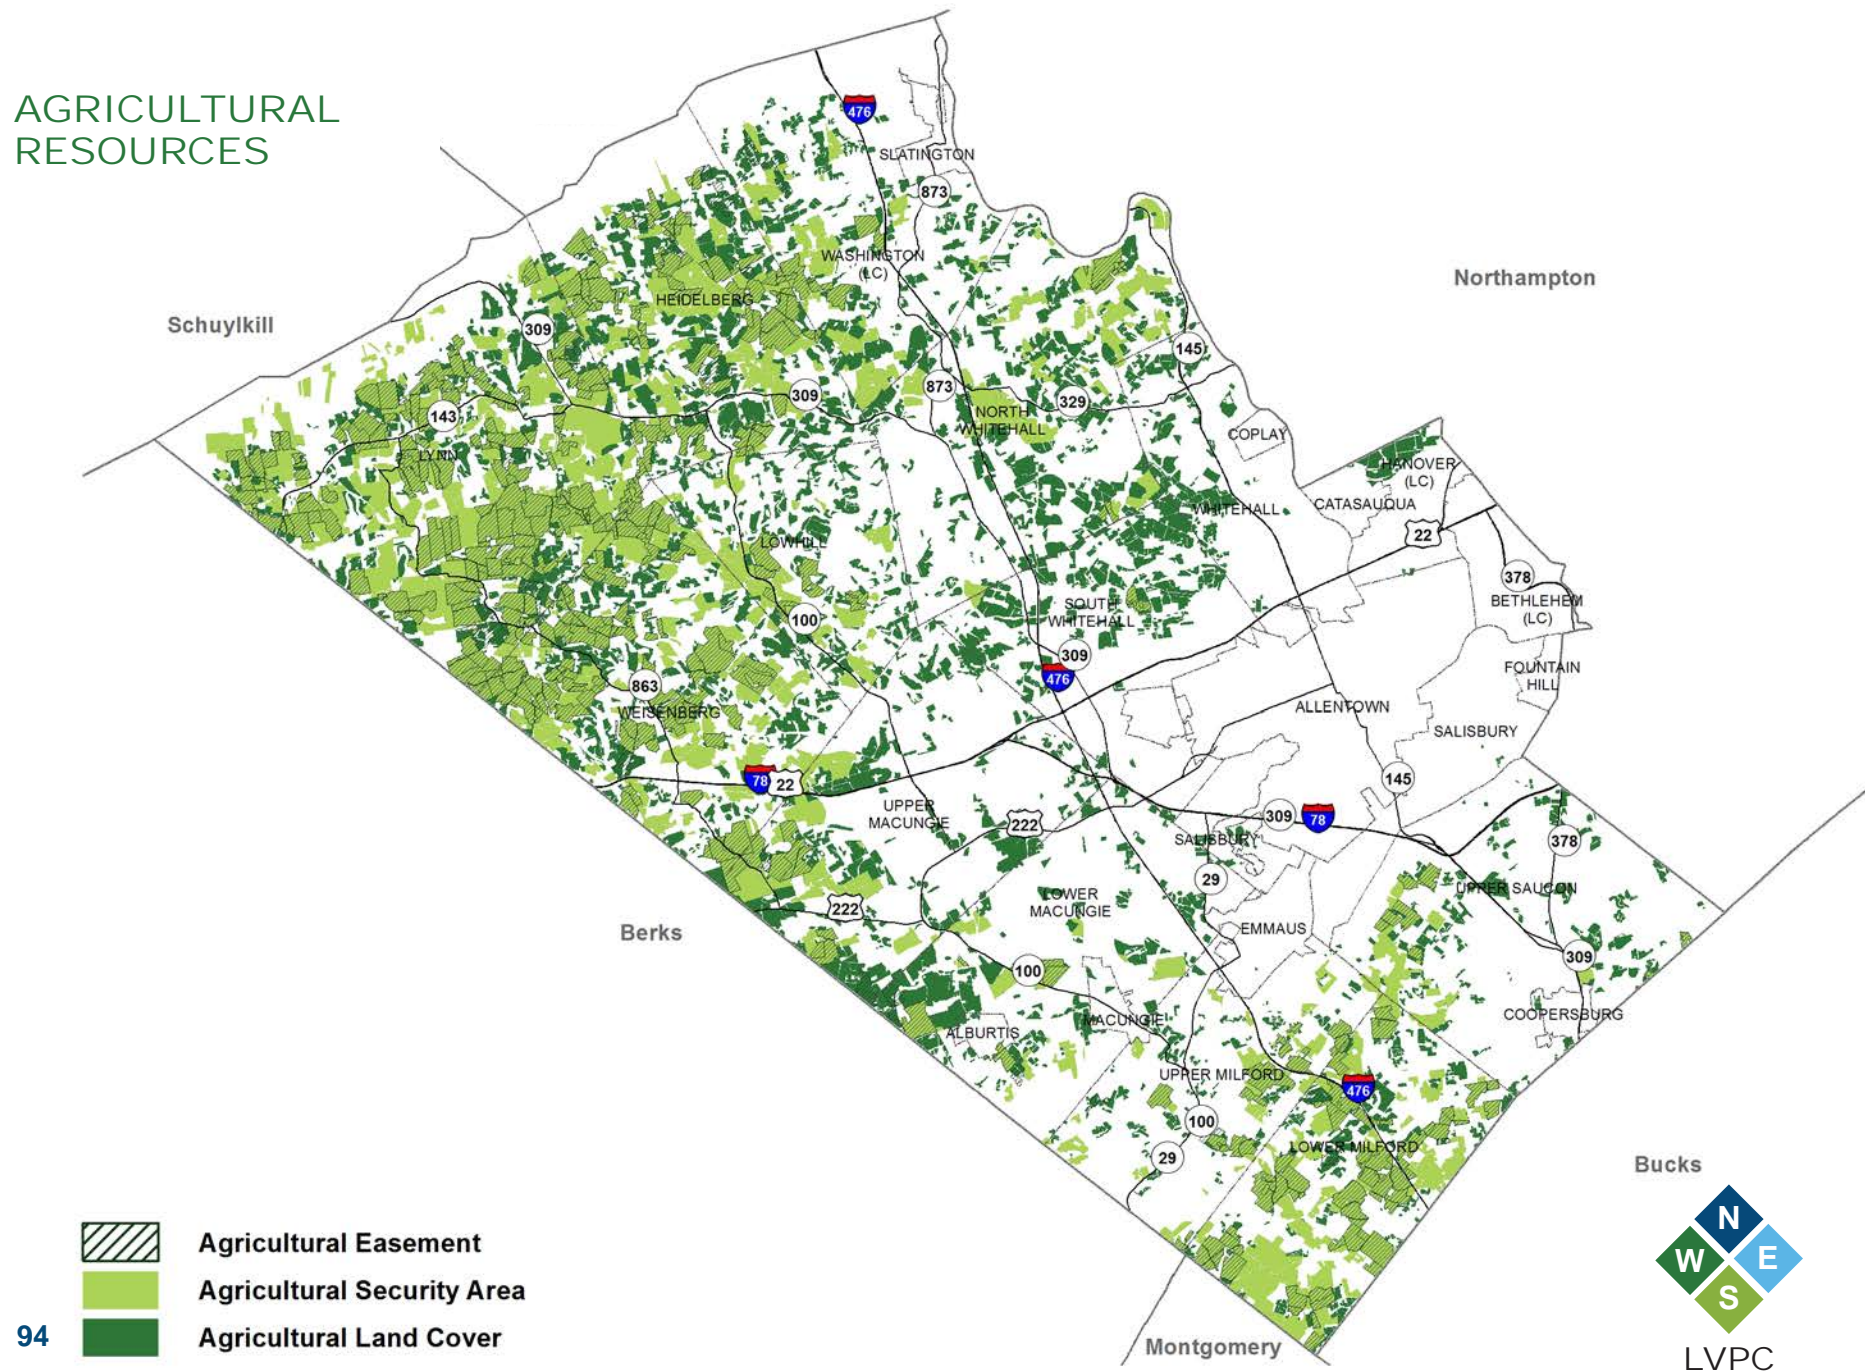 AGRICULTURAL
RESOURCES
476
SLATINGTON
873
WASHINGTON
(LC)
Northampton
HEIDELBERG
Schuylkill
309
145
873
309
329
143
NORTH
WHITEHALL
COPLAY
LYNN
HANOVER
(LC)
CATASAUQUA
WHITEHALL
22
LOWHILL
378
BETHLEHEM
(LC)
SOUTH
WHITEHALL
100
309
476
FOUNTAIN
HILL
863
WEISENBERG
ALLENTOWN
SALISBURY
78
22
145
UPPER
MACUNGIE
222
309
78
SALISBURY
378
29
UPPER SAUCON
LOWER
MACUNGIE
222
Berks
EMMAUS
309
100
COOPERSBURG
MACUNGIE
ALBURTIS
UPPER MILFORD
476
100
LOWER MILFORD
29
Bucks
N
W
E
S
LVPC
Agricultural Easement
Agricultural Security Area
Agricultural Land Cover
94
Montgomery